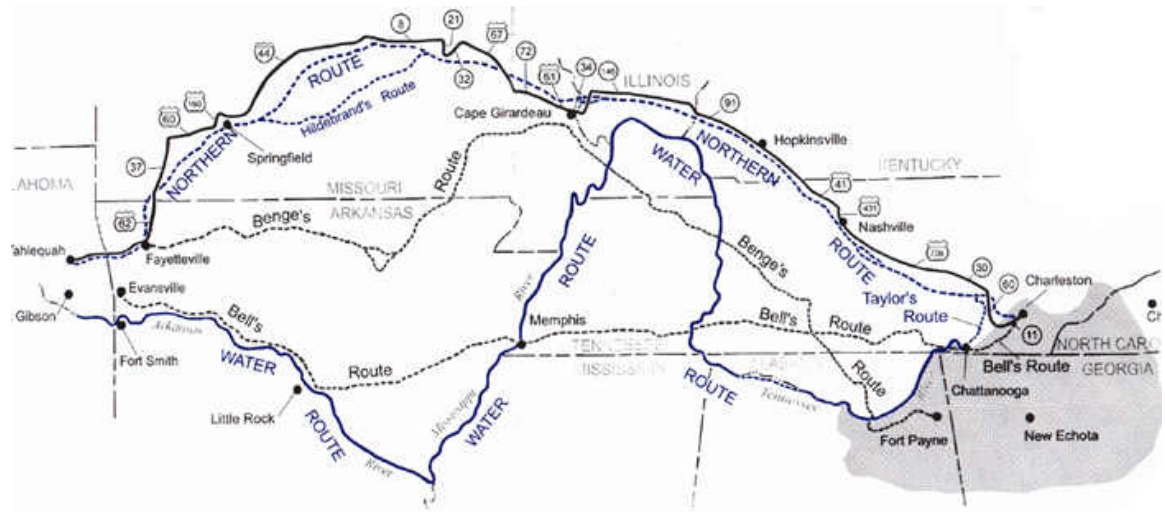 8
21
67
44
ROUTE
32
72
61
34
146
ILLINOIS
Hildebrand's Route
91
160
60
Cape Girardeau
Hopkinsville
NORTHERN
Springfield
WATER
NORTHERN
KENTUCKY
37
LAHOMA
MISSOURI
Route
41
ARKANSAS
62
Benge's
431
Nashville
Tahlequah
Fayetteville
ROUTE
Benge's
ROUTE
Evansville
River
30
60
Charleston
Taylor's
Gibson
Bell's
Arkansas
Memphis
Bell's
Route
Route
11
Ch
Fort Smith
WATER
Route
TENNESSEE
MISSISSIPPI
NORTH CARO
Bell's Route
GEORGIA
Chattanooga
ROUTE
Route
Little Rock
ROUTE
Mississippi
WATER
Tennessee
Fort Payne
New Echota
River